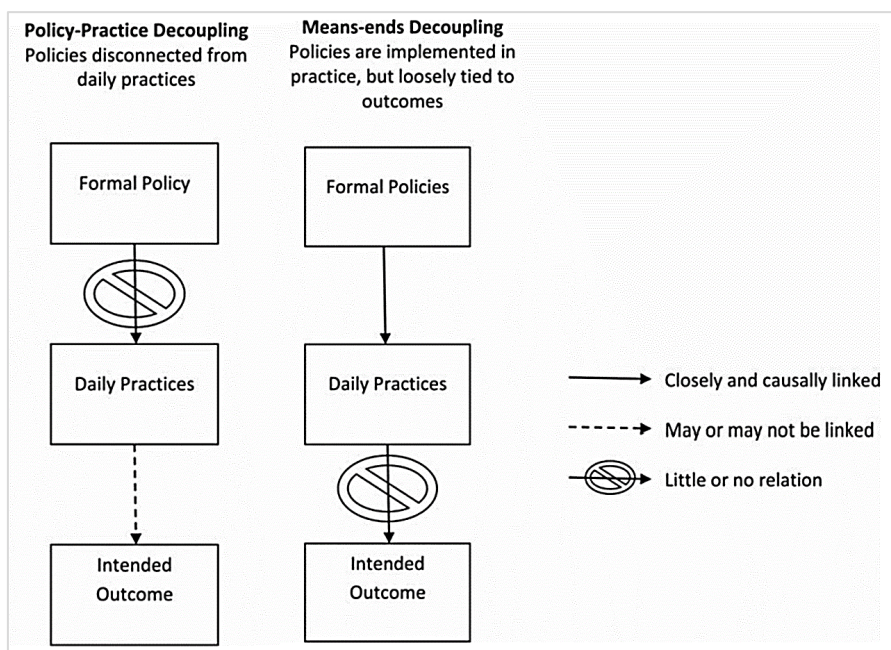 Policy-Practice Decoupling
Policies disconnected from
daily practices
Means-ends Decoupling
Policies are implemented in
practice, but loosely tied to
outcomes
Formal Policy
Daily Practices
Intended
Outcome
Formal Policies
Daily Practices
Intended
Outcome
Closely and causally linked
May or may not be linked
Little or no relation